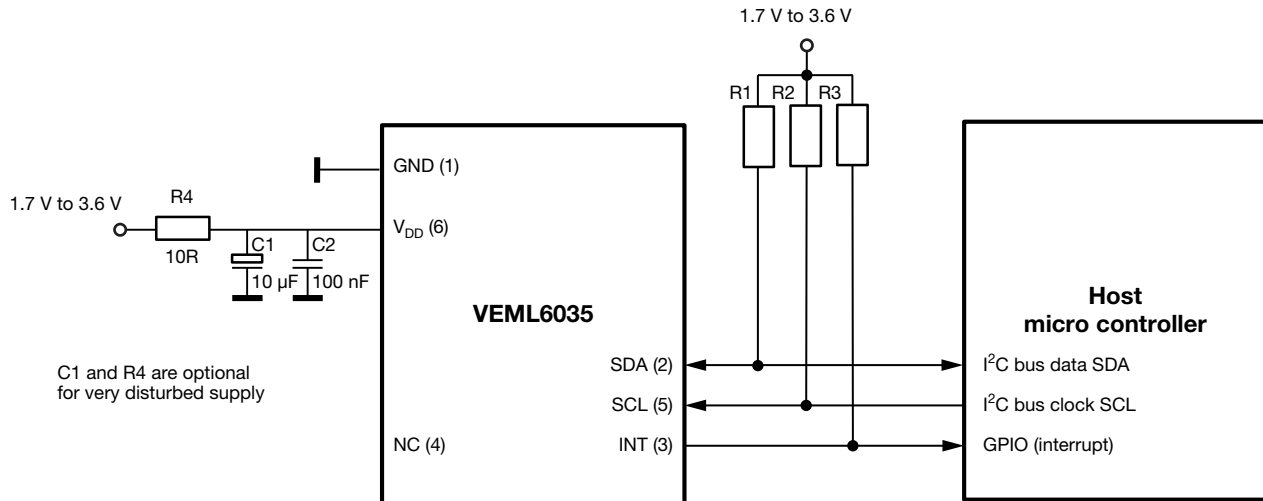 1.7 V to 3.6 V
R1
R2
R3
GND (1)
1.7 V to 3.6 V
R4
10R
C1
10 µF
C2
100 nF
V_DD (6)
VEML6035
Host
micro controller
C1 and R4 are optional
for very disturbed supply
SDA (2)
I²C bus data SDA
SCL (5)
I²C bus clock SCL
NC (4)
INT (3)
GPIO (interrupt)